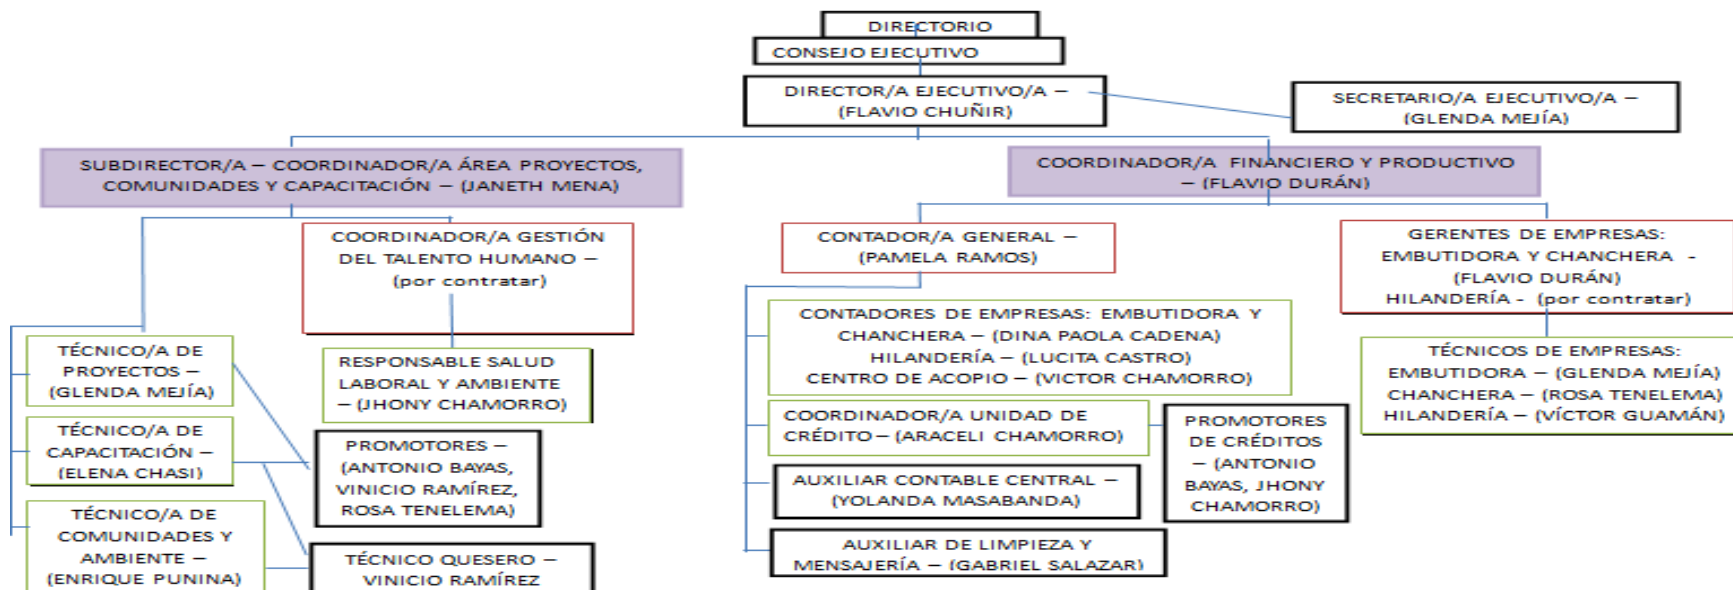 DIRECTORIO
CONSEJO EJECUTIVO
DIRECTOR/A EJECUTIVO/A –
(FLAVIO CHUÑIR)
SECRETARIO/A EJECUTIVO/A –
(GLENDA MEJÍA)
SUBDIRECTOR/A – COORDINADOR/A ÁREA PROYECTOS,
COMUNIDADES Y CAPACITACIÓN – (JANETH MENA)
COORDINADOR/A FINANCIERO Y PRODUCTIVO
– (FLAVIO DURÁN)
COORDINADOR/A GESTIÓN
DEL TALENTO HUMANO –
(por contratar)
CONTADOR/A GENERAL –
(PAMELA RAMOS)
GERENTES DE EMPRESAS:
EMBUTIDORA Y CHANCHERA -
(FLAVIO DURÁN)
HILANDERÍA - (por contratar)
TÉCNICO/A DE
PROYECTOS –
(GLENDA MEJÍA)
RESPONSABLE SALUD
LABORAL Y AMBIENTE
– (JHONY CHAMORRO)
CONTADORES DE EMPRESAS: EMBUTIDORA Y
CHANCHERA – (DINA PAOLA CADENA)
HILANDERÍA – (LUCITA CASTRO)
CENTRO DE ACOPIO – (VICTOR CHAMORRO)
TÉCNICOS DE EMPRESAS:
EMBUTIDORA – (GLENDA MEJÍA)
CHANCHERA – (ROSA TENELEMA)
HILANDERÍA – (VÍCTOR GUAMÁN)
TÉCNICO/A DE
CAPACITACIÓN –
(ELENA CHASI)
PROMOTORES –
(ANTONIO BAYAS,
VINICIO RAMÍREZ,
ROSA TENELEMA)
COORDINADOR/A UNIDAD DE
CRÉDITO – (ARACELI CHAMORRO)
PROMOTORES
DE CRÉDITOS
– (ANTONIO
BAYAS, JHONY
CHAMORRO)
AUXILIAR CONTABLE CENTRAL –
(YOLANDA MASABANDA)
TÉCNICO/A DE
COMUNIDADES Y
AMBIENTE –
(ENRIQUE PUNINA)
TÉCNICO QUESERO –
VINICIO RAMÍREZ
AUXILIAR DE LIMPIEZA Y
MENSAJERÍA – (GABRIEL SALAZAR)